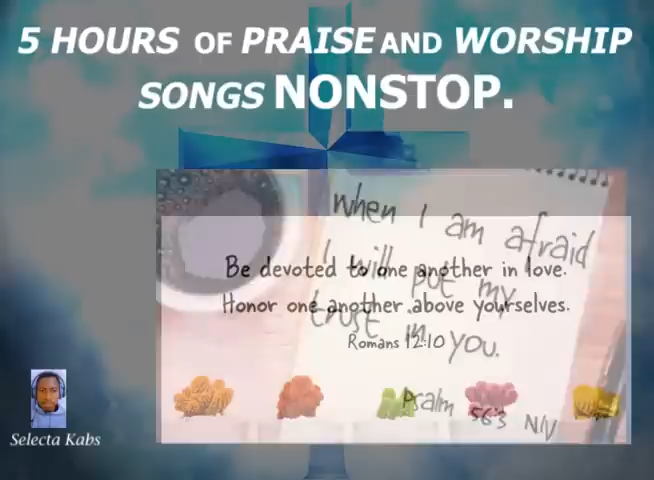 5 HOURS OF PRAISE AND WORSHIP
SONGS NONSTOP.
When I am afraid
I will put my
trust in you.
Psalm 56:3 NIV
Be devoted to one another in love.
Honor one another above yourselves.
Romans 12:10
Selecta Kabs